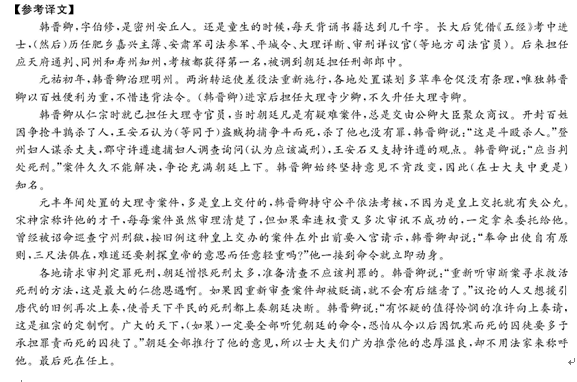 【参考译文】
韩晋卿,字伯修,是密州安丘人。还是童生的时候,每天背诵书籍达到几千字。长大后凭借《五经》考中进
士,(然后)历任肥乡嘉兴主簿、安肃军司法参军、平城令、大理详断、审刑详议官(等地方司法官员)。后来担任
应天府通判、同州和寿州知州,考核都获得第一名,被调到朝廷担任刑部郎中。
元祐初年,韩晋卿治理明州。两浙转运使差役法重新施行,各地处置谋划多草率仓促没有条理,唯独韩晋
卿以百姓便利为重,不惜违背法令。(韩晋卿)进京后担任大理寺少卿,不久升任大理寺卿。
韩晋卿从仁宗时就已担任大理寺官员,当时朝廷凡是有疑难案件,总是交由公卿大臣聚众商议。开封百姓
因争抢斗鹑杀了人,王安石认为(等同于)盗贼拘捕争斗而死,杀了他也没有罪,韩晋卿说:“这是斗殴杀人。”登
州妇人谋杀丈夫,郡守许遵逮捕妇人调查询问(认为应该减刑),王安石又支持许遵的观点。韩晋卿说:“应当判
处死刑。”案件久久不能解决,争论充满朝廷上下。韩晋卿始终坚持意见不肯改变,因此(在士大夫中更是)
知名。
元丰年间处置的大理寺案件,多是皇上交付的,韩晋卿持守公平依法考核,不因为是皇上交托就有失公允。
宋神宗称许他的才干,每每案件虽然审理清楚了,但如果牵连权贵又多次审讯不成功的,一定拿来委托给他。
曾经被诏命巡查宁州刑狱,按旧例这种皇上交办的案件在外出前要入宫请示,韩晋卿却说:“奉命出使自有原
则,三尺法俱在,难道还要刺探皇帝的意思而任意轻重吗?”他一接到命令就立即动身。
各地请求审判定罪死刑,朝廷憎恨死刑太多,准备清查不应该判罪的。韩晋卿说:“重新听审断案寻求救活
死刑的方法,这是最大的仁德恩遇啊。如果因重新审查案件却被贬谪,就不会有后继者了。”议论的人又想援引
唐代的旧例再次上奏,使普天下平民的死刑都上奏朝廷决断。韩晋卿说:“有怀疑的值得怜悯的准许向上奏请,
这是祖宗的定制啊。广大的天下,(如果)一定要全部听凭朝廷的命令,恐怕从今以后因饥寒而死的囚徒要多于
承担罪责而死的囚徒了。”朝廷全部推行了他的意见,所以士大夫们广为推崇他的忠厚温良,却不用法家来称呼
他。最后死在任上。